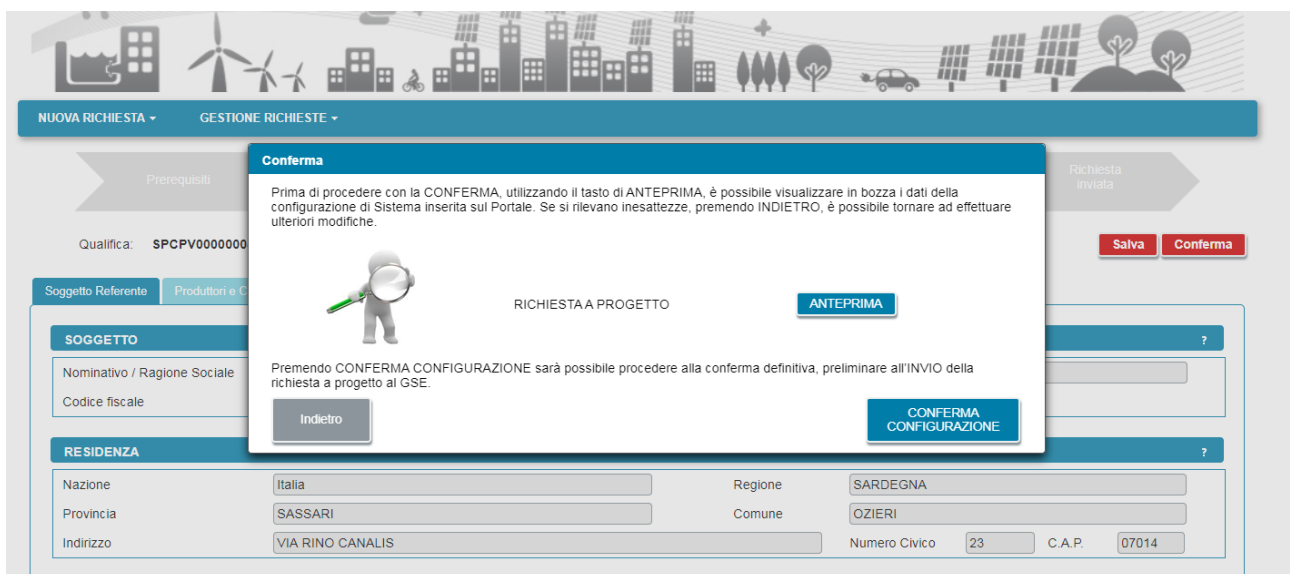 NUOVA RICHIESTA
GESTIONE RICHIESTE
Prerequisiti
Richiesta
inviata
Qualifica: SPCPV0000000
Salva
Conferma
Soggetto Referente
Produttori e C
Conferma
Prima di procedere con la CONFERMA, utilizzando il tasto di ANTEPRIMA, è possibile visualizzare in bozza i dati della
configurazione di Sistema inserita sul Portale. Se si rilevano inesattezze, premendo INDIETRO, è possibile tornare ad effettuare
ulteriori modifiche.
RICHIESTA A PROGETTO
ANTEPRIMA
Premendo CONFERMA CONFIGURAZIONE sarà possibile procedere alla conferma definitiva, preliminare all'INVIO della
richiesta a progetto al GSE.
Indietro
CONFERMA
CONFIGURAZIONE
SOGGETTO ?
Nominativo / Ragione Sociale
Codice fiscale
RESIDENZA ?
Nazione Italia Regione SARDEGNA
Provincia SASSARI Comune OZIERI
Indirizzo VIA RINO CANALIS Numero Civico 23 C.A.P. 07014